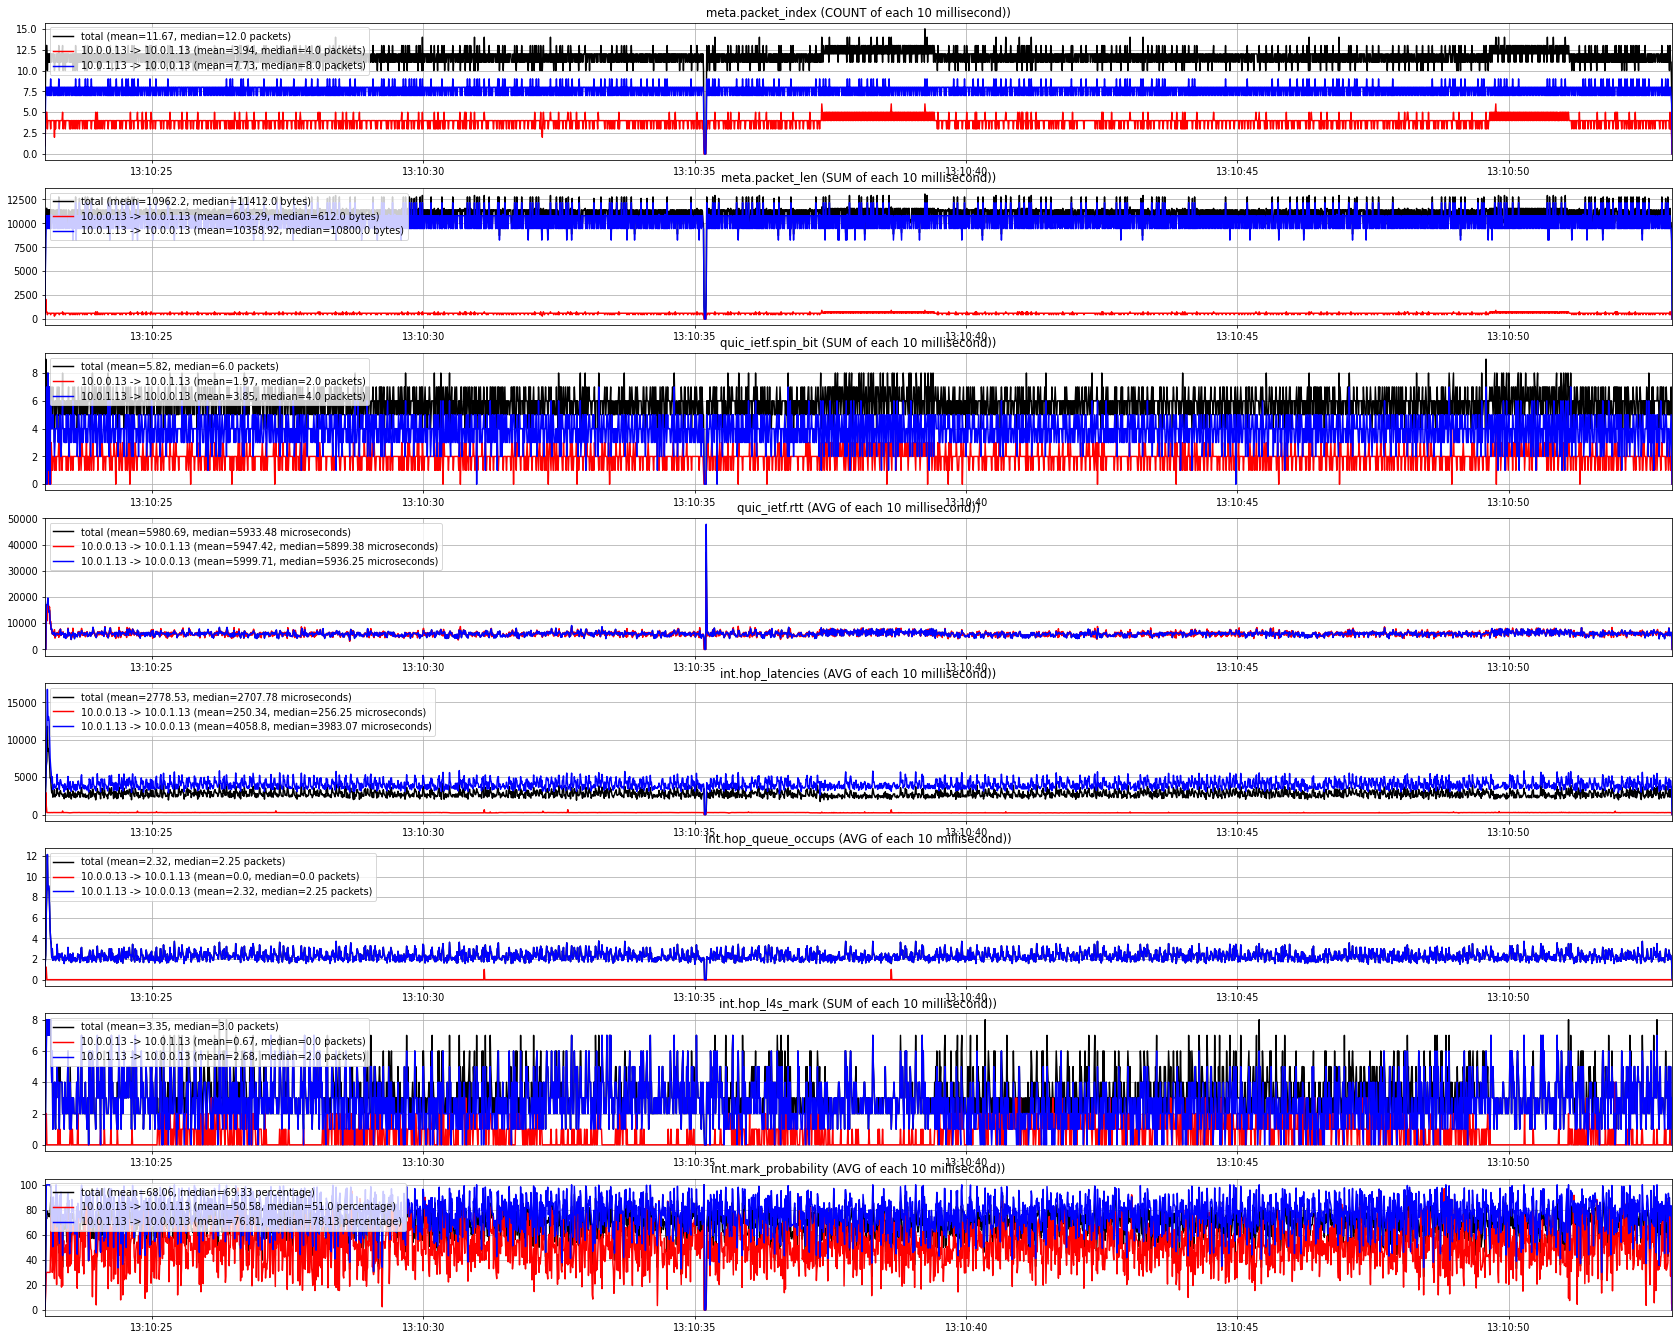 meta.packet_index (COUNT of each 10 millisecond))
15.0
12.5
10.0
7.5
5.0
2.5
0.0
total (mean=11.67, median=12.0 packets)
10.0.0.13 -> 10.0.1.13 (mean=3.94, median=4.0 packets)
10.0.1.13 -> 10.0.0.13 (mean=7.73, median=8.0 packets)
13:10:25 13:10:30 13:10:35 13:10:40 13:10:45 13:10:50
meta.packet_len (SUM of each 10 millisecond))
12500
10000
7500
5000
2500
0
total (mean=10962.2, median=11412.0 bytes)
10.0.0.13 -> 10.0.1.13 (mean=603.29, median=612.0 bytes)
10.0.1.13 -> 10.0.0.13 (mean=10358.92, median=10800.0 bytes)
13:10:25 13:10:30 13:10:35 13:10:40 13:10:45 13:10:50
quic_ietf.spin_bit (SUM of each 10 millisecond))
8
6
4
2
0
total (mean=5.82, median=6.0 packets)
10.0.0.13 -> 10.0.1.13 (mean=1.97, median=2.0 packets)
10.0.1.13 -> 10.0.0.13 (mean=3.85, median=4.0 packets)
13:10:25 13:10:30 13:10:35 13:10:40 13:10:45 13:10:50
quic_ietf.rtt (AVG of each 10 millisecond))
50000
40000
30000
20000
10000
0
total (mean=5980.69, median=5933.48 microseconds)
10.0.0.13 -> 10.0.1.13 (mean=5947.42, median=5899.38 microseconds)
10.0.1.13 -> 10.0.0.13 (mean=5999.71, median=5936.25 microseconds)
13:10:25 13:10:30 13:10:35 13:10:40 13:10:45 13:10:50
int.hop_latencies (AVG of each 10 millisecond))
15000
10000
5000
0
total (mean=2778.53, median=2707.78 microseconds)
10.0.0.13 -> 10.0.1.13 (mean=250.34, median=256.25 microseconds)
10.0.1.13 -> 10.0.0.13 (mean=4058.8, median=3983.07 microseconds)
13:10:25 13:10:30 13:10:35 13:10:40 13:10:45 13:10:50
int.hop_queue_occups (AVG of each 10 millisecond))
12
10
8
6
4
2
0
total (mean=2.32, median=2.25 packets)
10.0.0.13 -> 10.0.1.13 (mean=0.0, median=0.0 packets)
10.0.1.13 -> 10.0.0.13 (mean=2.32, median=2.25 packets)
13:10:25 13:10:30 13:10:35 13:10:40 13:10:45 13:10:50
int.hop_l4s_mark (SUM of each 10 millisecond))
8
6
4
2
0
total (mean=3.35, median=3.0 packets)
10.0.0.13 -> 10.0.1.13 (mean=0.67, median=0.0 packets)
10.0.1.13 -> 10.0.0.13 (mean=2.68, median=2.0 packets)
13:10:25 13:10:30 13:10:35 13:10:40 13:10:45 13:10:50
int.mark_probability (AVG of each 10 millisecond))
100
80
60
40
20
0
total (mean=68.06, median=69.33 percentage)
10.0.0.13 -> 10.0.1.13 (mean=50.58, median=51.0 percentage)
10.0.1.13 -> 10.0.0.13 (mean=76.81, median=78.13 percentage)
13:10:25 13:10:30 13:10:35 13:10:40 13:10:45 13:10:50